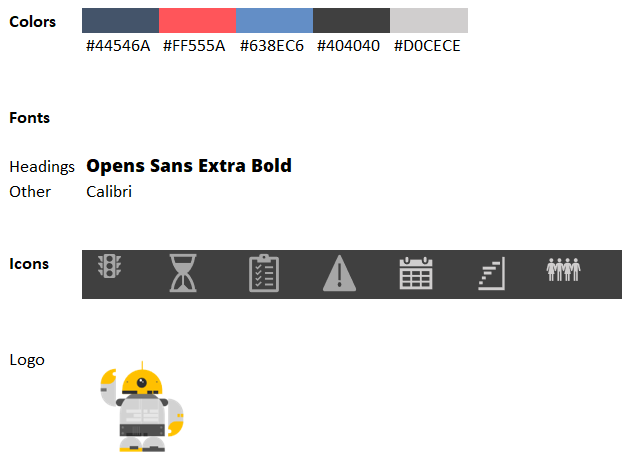 Colors
#44546A #FF555A #638EC6 #404040 #D0CECE
Fonts
Headings Opens Sans Extra Bold
Other Calibri
Icons
Logo